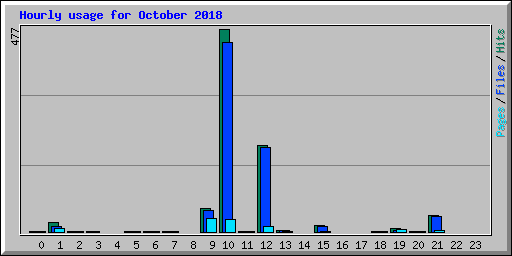 Hourly usage for October 2018
477
Pages/Files/Hits
0 1 2 3 4 5 6 7 8 9 10 11 12 13 14 15 16 17 18 19 20 21 22 23